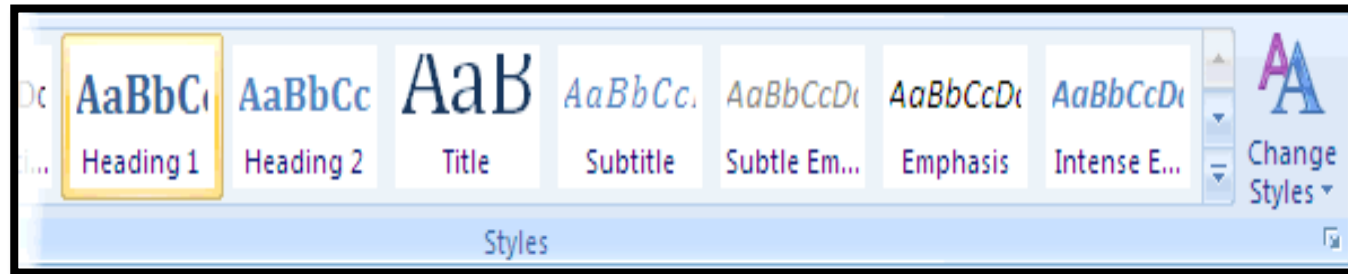 AaBbC AaBbCc AaB AaBbCc. AaBbCcD AaBbCcD AaBbCcD
Heading 1 Heading 2 Title Subtitle Subtle Em... Emphasis Intense E... Change
Styles
Styles